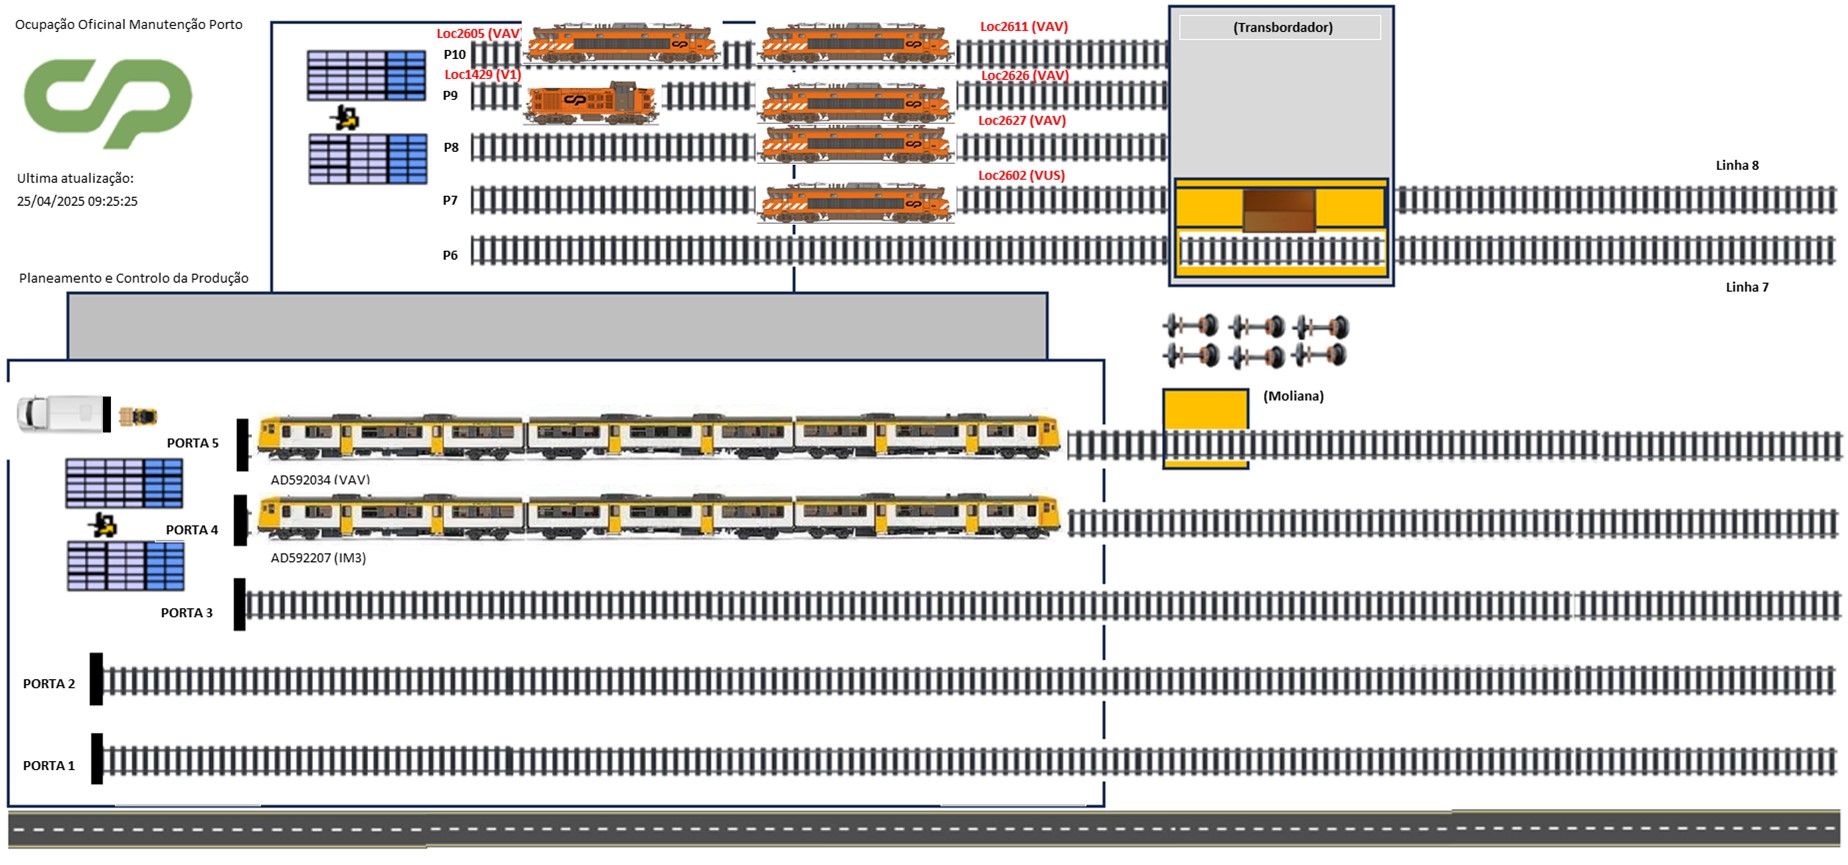 Ocupação Oficinal Manutenção Porto
Loc2605 (VAV)
Loc2611 (VAV)
(Transbordador)
P10
Loc1429 (V1)
Loc2626 (VAV)
P9
Loc2627 (VAV)
P8
Linha 8
Ultima atualização:
25/04/2025 09:25:25
Loc2602 (VUS)
P7
P6
Planeamento e Controlo da Produção
Linha 7
(Moliana)
PORTA 5
AD592034 (VAV)
PORTA 4
AD592207 (IM3)
PORTA 3
PORTA 2
PORTA 1